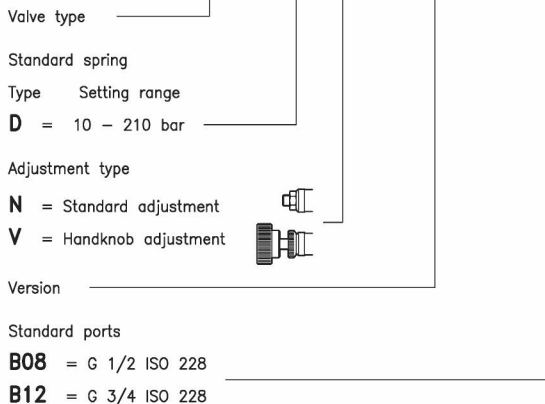 Valve type
Standard spring
Type Setting range
D = 10 – 210 bar
Adjustment type
N = Standard adjustment
V = Handknob adjustment
Version
Standard ports
B08 = G 1/2 ISO 228
B12 = G 3/4 ISO 228